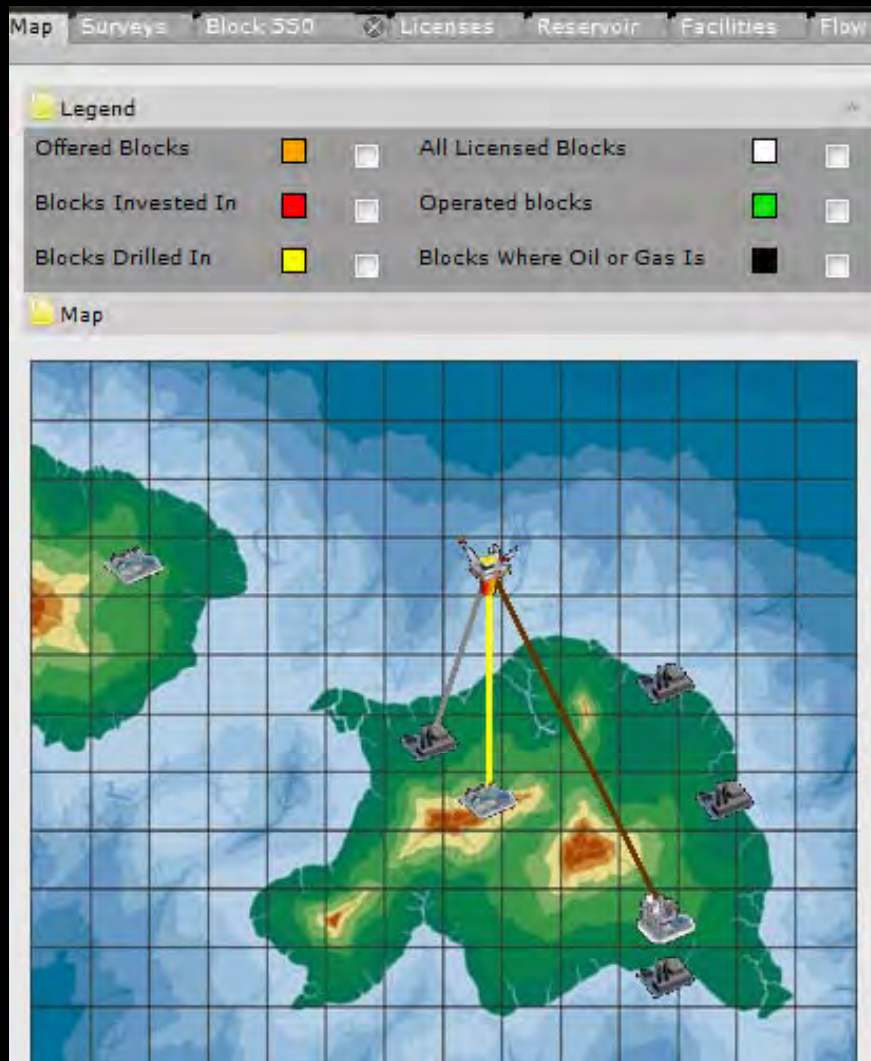 Map Surveys Block 550 Licenses Reservoir Facilities Flow
Legend
Offered Blocks All Licensed Blocks
Blocks Invested In Operated blocks
Blocks Drilled In Blocks Where Oil or Gas Is
Map